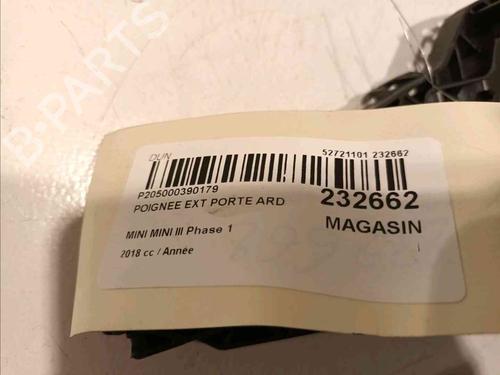 B-PARTS
DUN
52721101 232662
P205000390179
232662
POIGNEE EXT PORTE ARD
MAGASIN
MINI MINI III Phase 1
2018 cc / Année